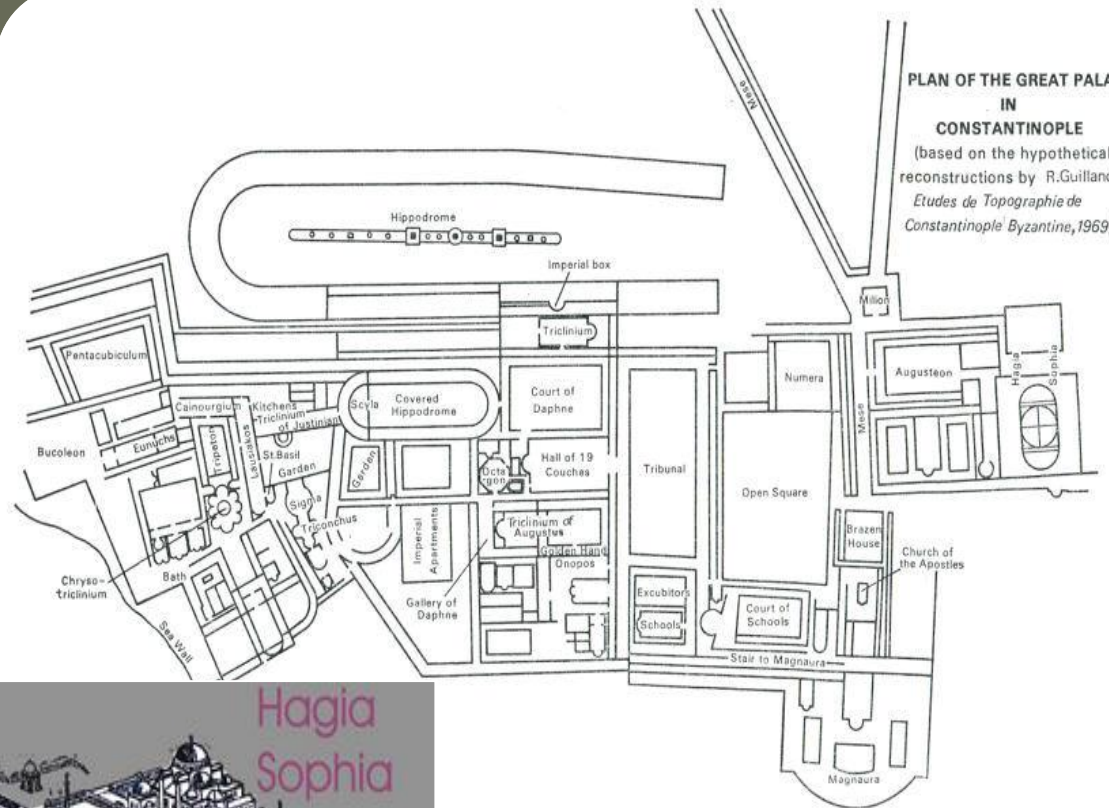 PLAN OF THE GREAT PALA
IN
CONSTANTINOPLE
(based on the hypothetical
reconstructions by R.Guilland
Etudes de Topographie de
Constantinople Byzantine, 1969
Mese
Hippodrome
Imperial box
Milion
Triclinium
Pentacubiculum
Numera
Augusteon
Hagia
Sophia
Court of
Daphne
Scyla
Covered
Hippodrome
Cainourgium
Kitchens
Triclinium
of Justinian
Mese
Bucoleon
Eunuchs
Tripeton
Lausiakos
St.Basil
Garden
Garden
Octa
gon
Hall of 19
Couches
Tribunal
Open Square
Sigma
Triconchus
Imperial
Apartments
Triclinium of
Augustus
Golden Hand
Onopos
Brazen
House
Church of
the Apostles
Chryso-
triclinium
Bath
Gallery of
Daphne
Excubitors
Schools
Court of
Schools
Sea Wall
Stair to Magnaura
Magnaura
Hagia
Sophia